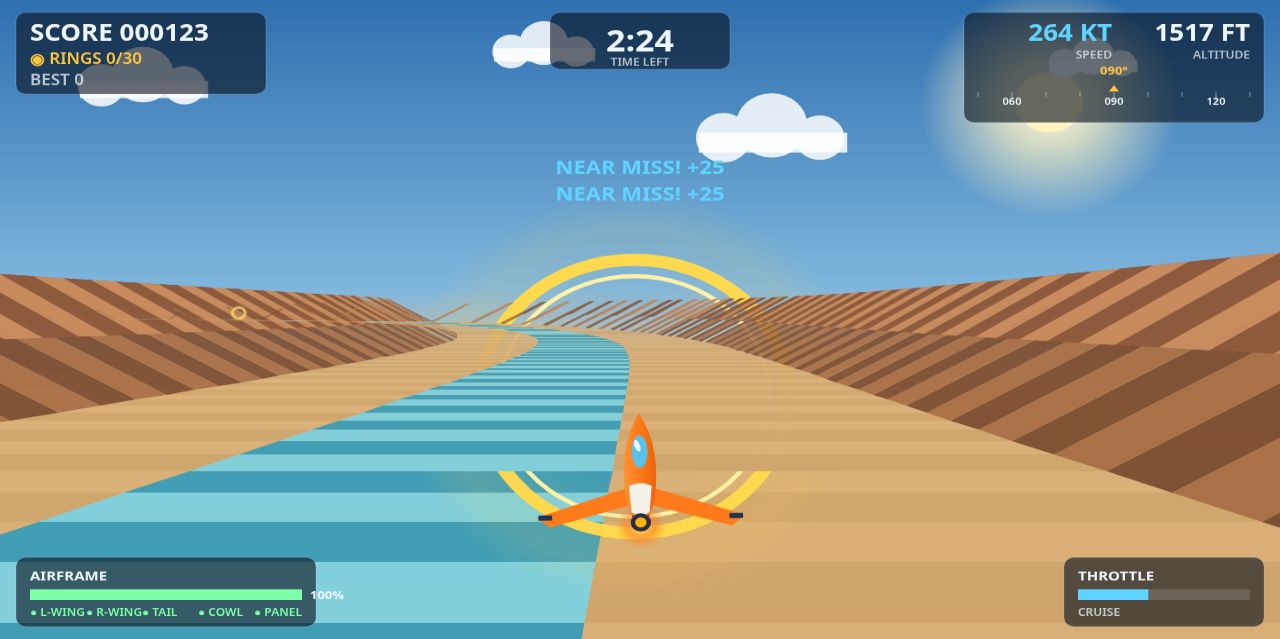 SCORE 000123
◉ RINGS 0/30
BEST 0
2:24
TIME LEFT
264 KT
SPEED
1517 FT
ALTITUDE
090°
060 090 120
NEAR MISS! +25
NEAR MISS! +25
AIRFRAME
100%
• L-WING • R-WING • TAIL • COWL • PANEL
THROTTLE
CRUISE